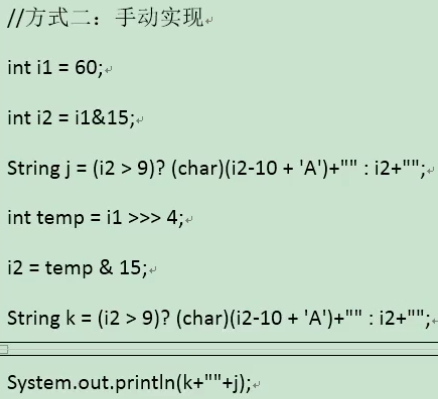 //方式二：手动实现
int i1 = 60;
int i2 = i1&15;
String j = (i2 > 9)? (char)(i2-10 + 'A')+"" : i2+"";
int temp = i1 >>> 4;
i2 = temp & 15;
String k = (i2 > 9)? (char)(i2-10 + 'A')+"" : i2+"";
System.out.println(k+""+j);